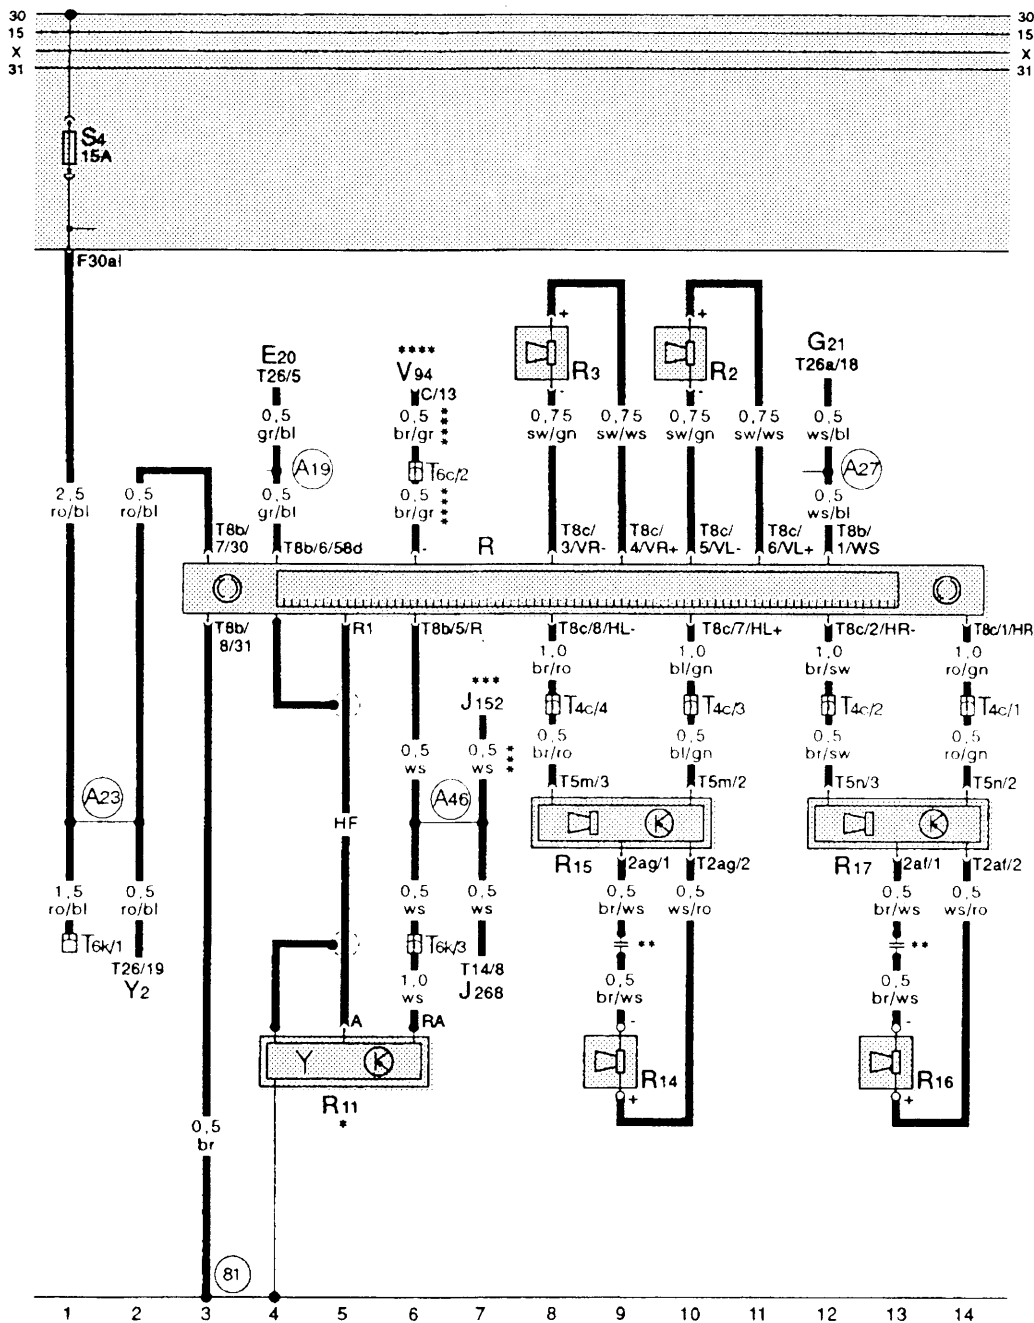 30 30
15 15
X X
31 31
S4
15A
F30al
E20
T26/5
****
V94
C/13
+
R3
-
+
R2
-
G21
T26a/18
0,5
gr/bl
0,5
br/gr
****
0,75
sw/gn
0,75
sw/ws
0,75
sw/gn
0,75
sw/ws
0,5
ws/bl
A19
T6c/2
A27
2,5
ro/bl
0,5
ro/bl
0,5
gr/bl
0,5
br/gr
****
0,5
ws/bl
T8b/
7/30
T8b/6/58d
-
R
T8c/
3/VR-
T8c/
4/VR+
T8c/
5/VL-
T8c/
6/VL+
T8b/
1/WS
T8b/
8/31
R1
T8b/5/R
T8c/8/HL-
T8c/7/HL+
T8c/2/HR-
T8c/1/HR
1,0
br/ro
1,0
bl/gn
1,0
br/sw
1,0
ro/gn
***
J152
T4c/4
T4c/3
T4c/2
T4c/1
0,5
ws
0,5
ws
***
0,5
br/ro
0,5
bl/gn
0,5
br/sw
0,5
ro/gn
T5m/3
T5m/2
T5n/3
T5n/2
A23
HF
A46
R15
2ag/1
T2ag/2
R17
2af/1
T2af/2
1,5
ro/bl
0,5
ro/bl
0,5
ws
0,5
ws
0,5
br/ws
0,5
ws/ro
0,5
br/ws
0,5
ws/ro
T6k/1
T26/19
Y2
T6k/3
T14/8
J268
**
**
1,0
ws
0,5
br/ws
0,5
br/ws
A
RA
-
-
Y
R11
*
R14
+
R16
+
0,5
br
81
1 2 3 4 5 6 7 8 9 10 11 12 13 14